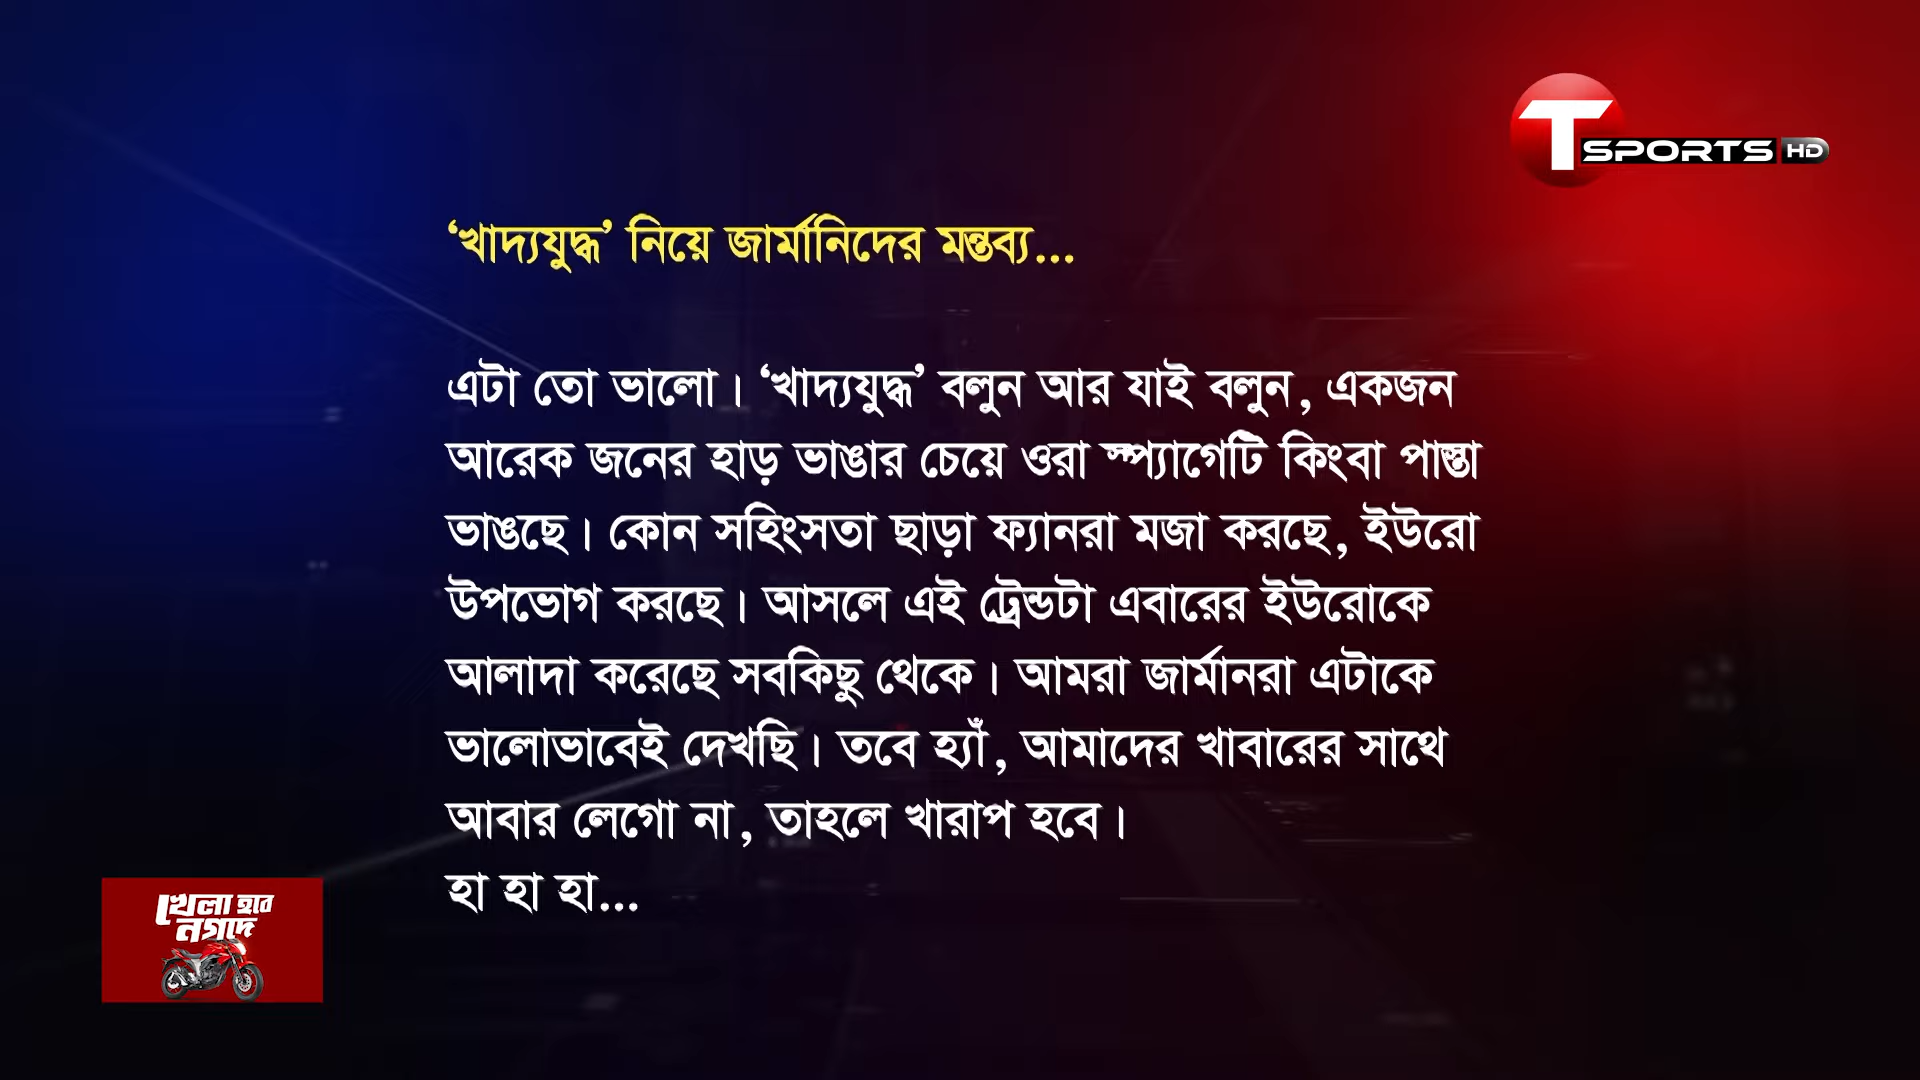 T SPORTS HD
‘খাদ্যযুদ্ধ’ নিয়ে জার্মানিদের মন্তব্য...
এটা তো ভালো। ‘খাদ্যযুদ্ধ’ বলুন আর যাই বলুন, একজন
আরেক জনের হাড় ভাঙার চেয়ে ওরা স্প্যাগেটি কিংবা পাস্তা
ভাঙছে। কোন সহিংসতা ছাড়া ফ্যানরা মজা করছে, ইউরো
উপভোগ করছে। আসলে এই ট্রেন্ডটা এবারের ইউরোকে
আলাদা করেছে সবকিছু থেকে। আমরা জার্মানরা এটাকে
ভালোভাবেই দেখছি। তবে হ্যাঁ, আমাদের খাবারের সাথে
আবার লেগো না, তাহলে খারাপ হবে।
হা হা হা...
খেলা হবে
নগদে